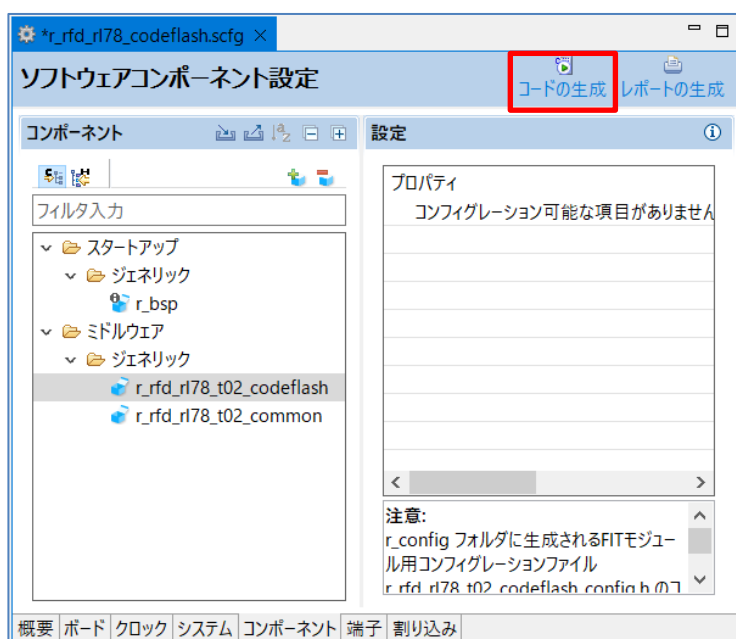 *r_rfd_rl78_codeflash.scfg
ソフトウェアコンポーネント設定
コードの生成 レポートの生成
コンポーネント
設定
フィルタ入力
スタートアップ
ジェネリック
r_bsp
ミドルウェア
ジェネリック
r_rfd_rl78_t02_codeflash
r_rfd_rl78_t02_common
プロパティ
コンフィグレーション可能な項目がありません
注意:
r_config フォルダに生成されるFITモジュー
ル用コンフィグレーションファイル
r_rfd_rl78_t02_codeflash_config.h のコ
概要 ボード クロック システム コンポーネント 端子 割り込み